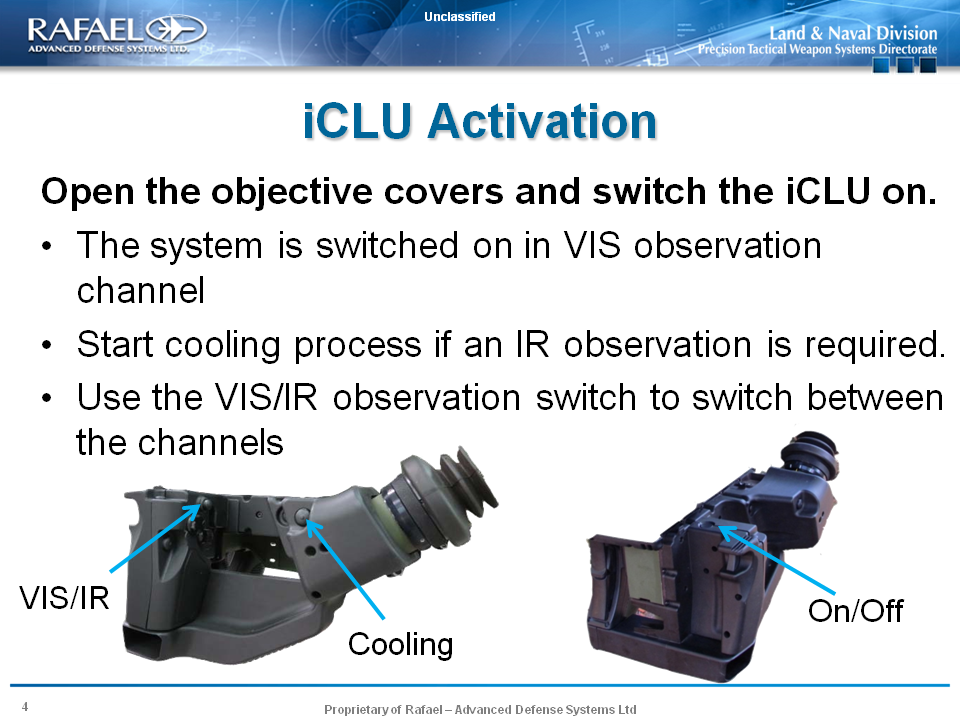 Unclassified
RAFAEL
ADVANCED DEFENSE SYSTEMS LTD.
Land & Naval Division
Precision Tactical Weapon Systems Directorate
iCLU Activation
Open the objective covers and switch the iCLU on.
• The system is switched on in VIS observation
channel
• Start cooling process if an IR observation is required.
• Use the VIS/IR observation switch to switch between
the channels
VIS/IR
Cooling
On/Off
4
Proprietary of Rafael – Advanced Defense Systems Ltd